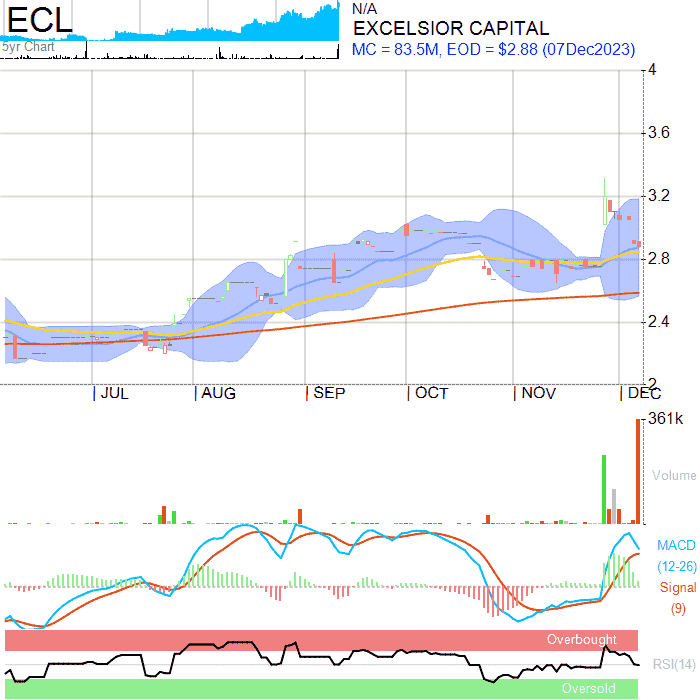 ECL
5yr Chart
N/A
EXCELSIOR CAPITAL
MC = 83.5M, EOD = $2.88 (07Dec2023)
4
3.6
3.2
2.8
2.4
2
JUL AUG SEP OCT NOV DEC
361k
Volume
MACD
(12-26)
Signal
(9)
Overbought
RSI(14)
Oversold